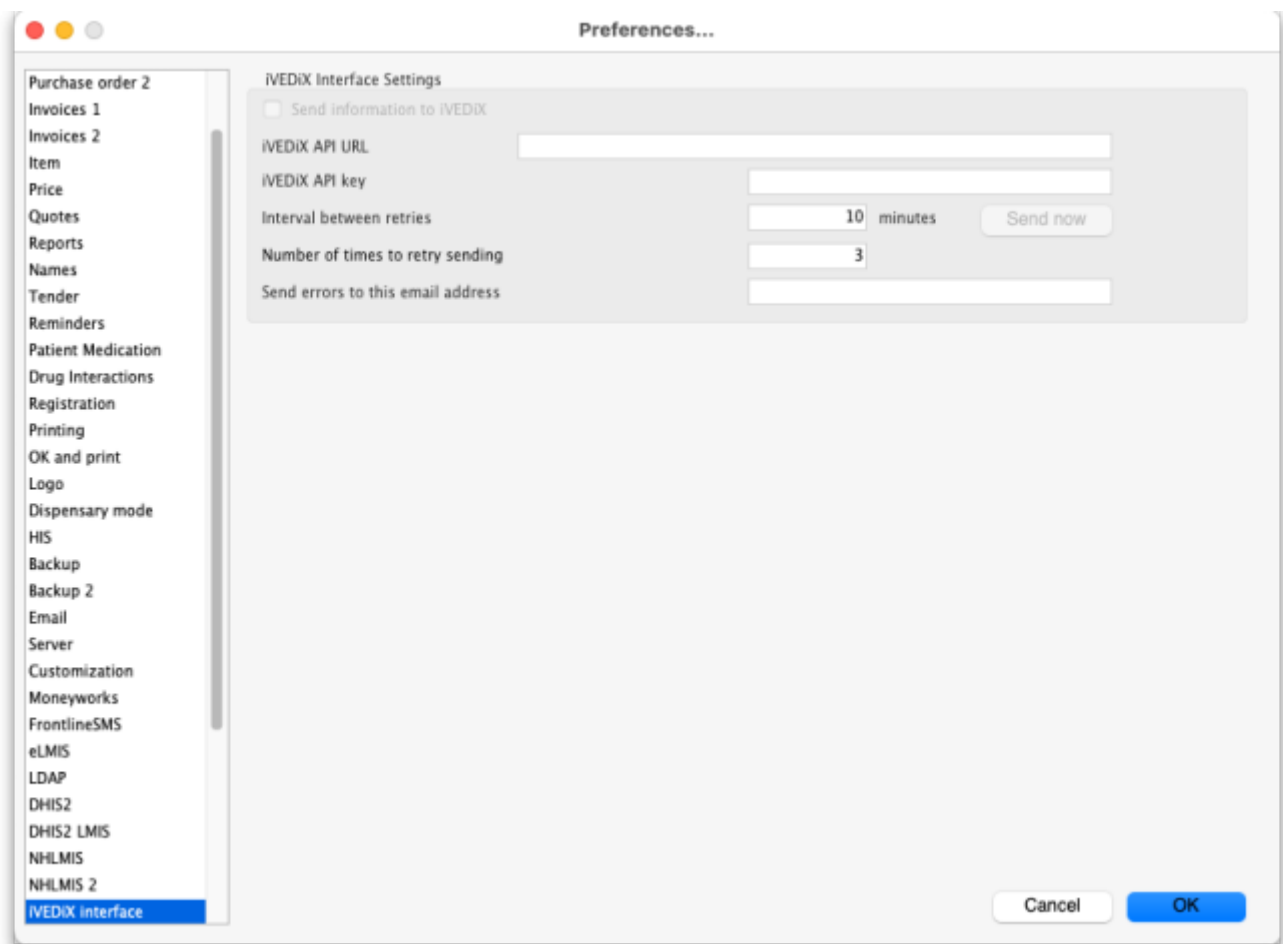 Preferences...
Purchase order 2
Invoices 1
Invoices 2
Item
Price
Quotes
Reports
Names
Tender
Reminders
Patient Medication
Drug Interactions
Registration
Printing
OK and print
Logo
Dispensary mode
HIS
Backup
Backup 2
Email
Server
Customization
Moneyworks
FrontlineSMS
eLMIS
LDAP
DHIS2
DHIS2 LMIS
NHLMIS
NHLMIS 2
iVEDiX interface
iVEDiX Interface Settings
Send information to iVEDiX
iVEDiX API URL
iVEDiX API key
Interval between retries 10 minutes Send now
Number of times to retry sending 3
Send errors to this email address
Cancel OK